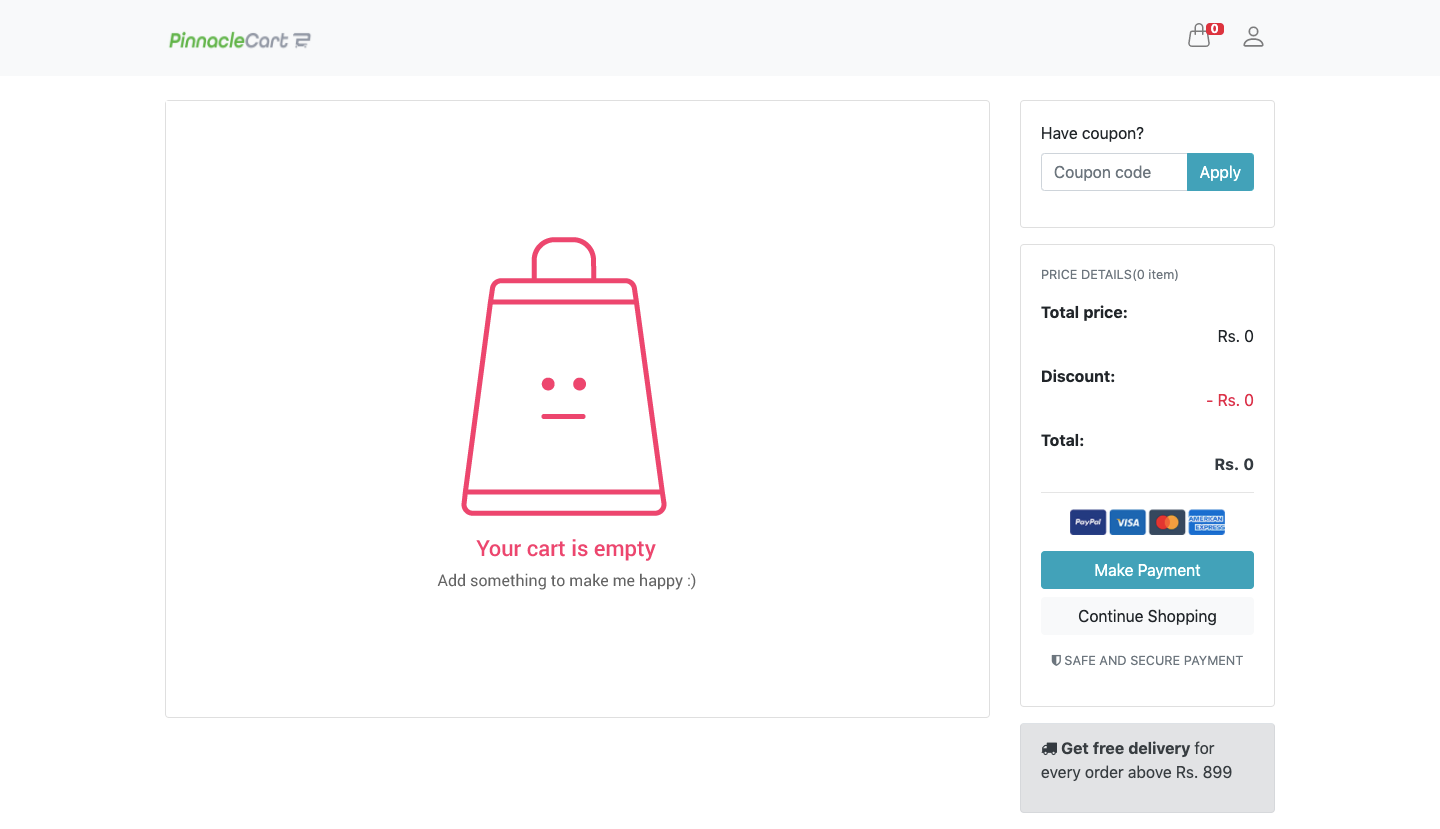 PinnacleCart
0
Your cart is empty
Add something to make me happy :)
Have coupon?
Coupon code
Apply
PRICE DETAILS(0 item)
Total price:
Rs. 0
Discount:
- Rs. 0
Total:
Rs. 0
PayPal VISA AMERICAN EXPRESS
Make Payment
Continue Shopping
SAFE AND SECURE PAYMENT
Get free delivery for
every order above Rs. 899